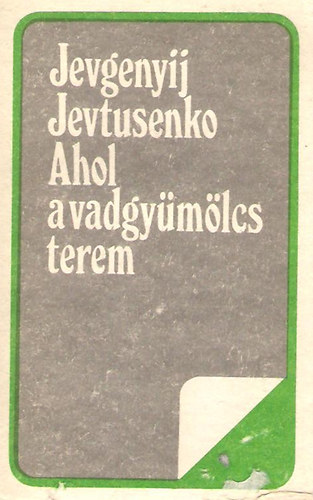 Jevgenyij
Jevtusenko
Ahol
a vadgyümölcs
terem